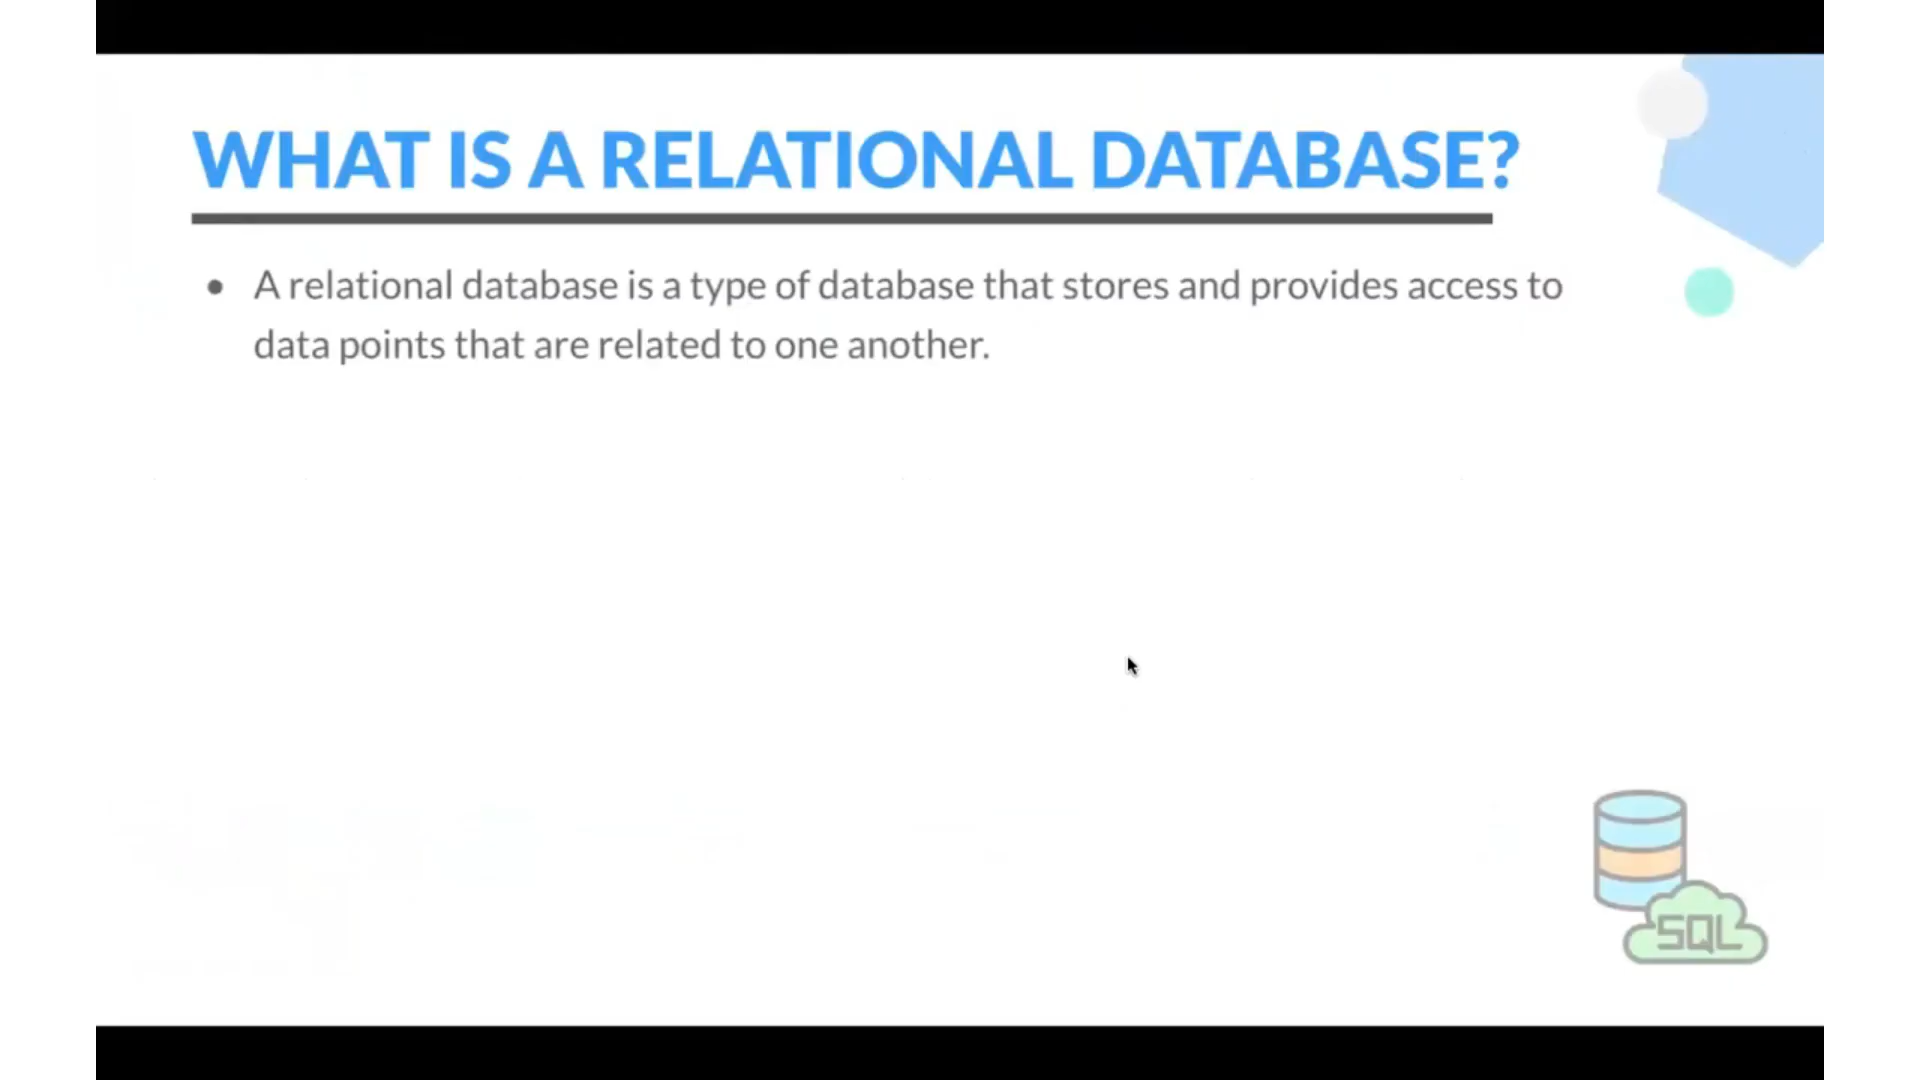 WHAT IS A RELATIONAL DATABASE?
• A relational database is a type of database that stores and provides access to
data points that are related to one another.
SQL